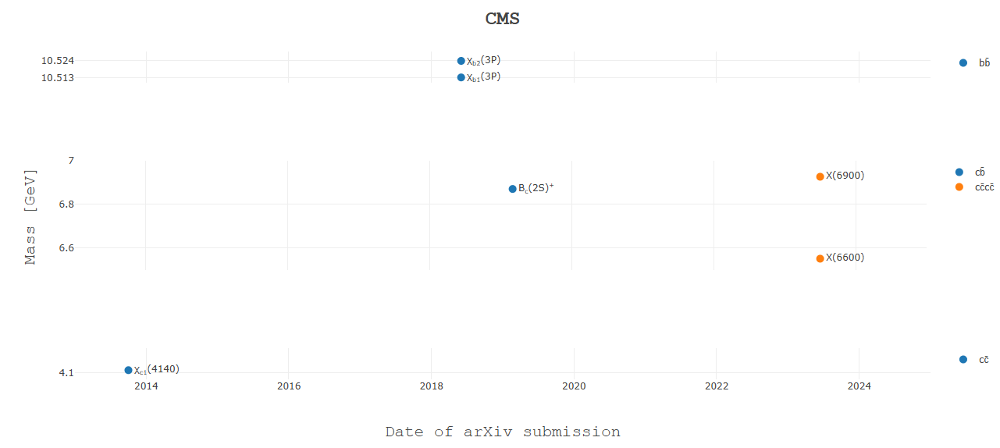 CMS
10.524
χb2(3P)
bb̄
10.513
χb1(3P)
7
Bc(2S)⁺
X(6900)
cb̄
cc̄cc̄
Mass [GeV]
6.8
6.6
X(6600)
4.1
χc1(4140)
cc̄
2014 2016 2018 2020 2022 2024
Date of arXiv submission